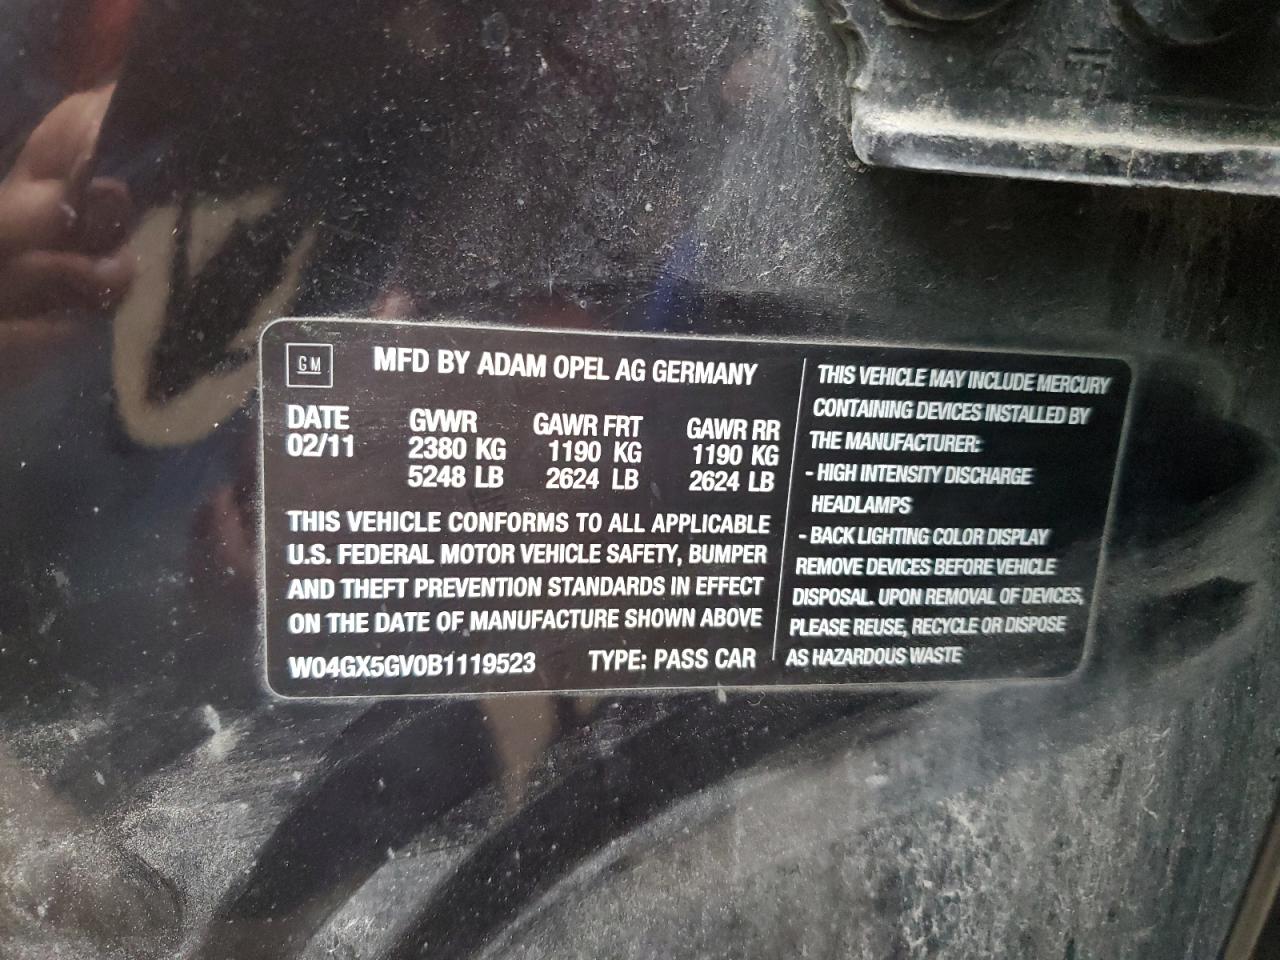 GM
MFD BY ADAM OPEL AG GERMANY
DATE GVWR GAWR FRT GAWR RR
02/11 2380 KG 1190 KG 1190 KG
5248 LB 2624 LB 2624 LB
THIS VEHICLE CONFORMS TO ALL APPLICABLE
U.S. FEDERAL MOTOR VEHICLE SAFETY, BUMPER
AND THEFT PREVENTION STANDARDS IN EFFECT
ON THE DATE OF MANUFACTURE SHOWN ABOVE
W04GX5GV0B1119523 TYPE: PASS CAR
THIS VEHICLE MAY INCLUDE MERCURY
CONTAINING DEVICES INSTALLED BY
THE MANUFACTURER:
- HIGH INTENSITY DISCHARGE
HEADLAMPS
- BACK LIGHTING COLOR DISPLAY
REMOVE DEVICES BEFORE VEHICLE
DISPOSAL. UPON REMOVAL OF DEVICES,
PLEASE REUSE, RECYCLE OR DISPOSE
AS HAZARDOUS WASTE